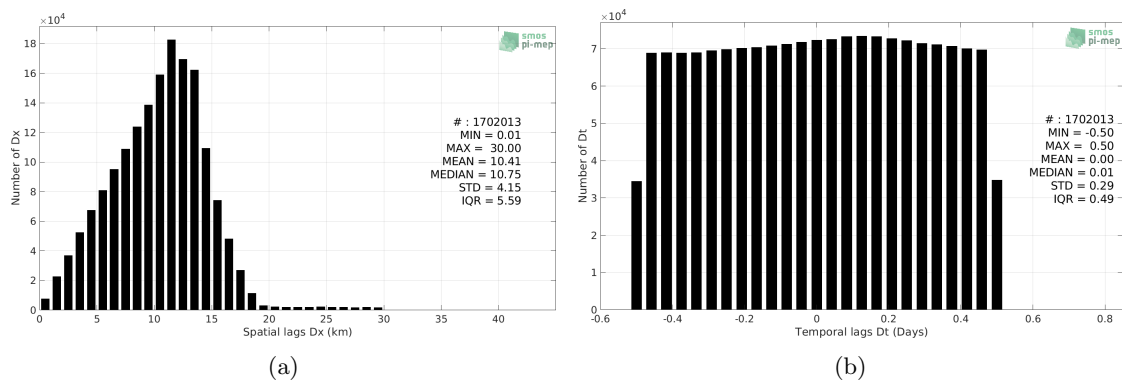 ×10⁴
18
16
14
12
10
8
6
4
2
0
Number of Dx
smos
pi-mep
# : 1702013
MIN = 0.01
MAX = 30.00
MEAN = 10.41
MEDIAN = 10.75
STD = 4.15
IQR = 5.59
0 5 10 15 20 25 30 35 40
Spatial lags Dx (km)
(a)
×10⁴
7
6
5
4
3
2
1
0
Number of Dt
smos
pi-mep
# : 1702013
MIN = -0.50
MAX = 0.50
MEAN = 0.00
MEDIAN = 0.01
STD = 0.29
IQR = 0.49
-0.6 -0.4 -0.2 0 0.2 0.4 0.6 0.8
Temporal lags Dt (Days)
(b)